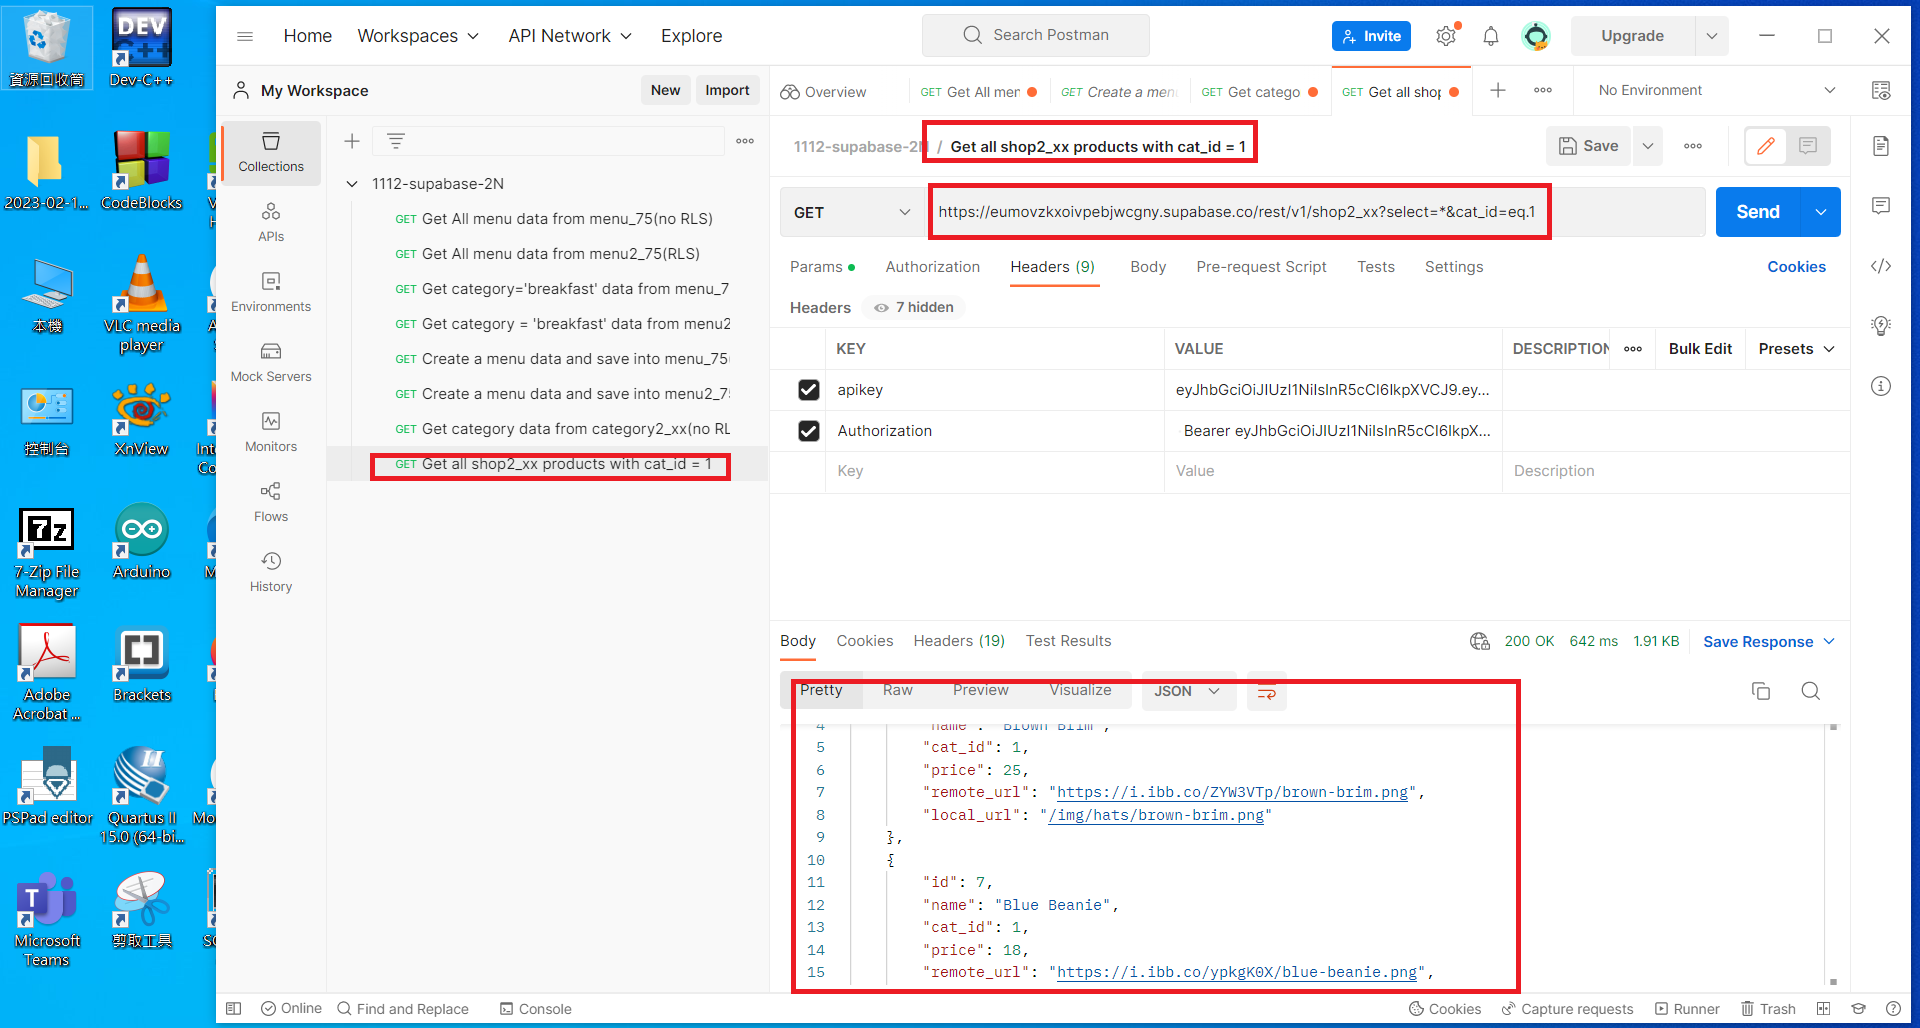 資源回收筒
Dev-C++
2023-02-1...
CodeBlocks
本機
VLC media
player
控制台
XnView
7-Zip File
Manager
Arduino
Adobe
Acrobat ...
Brackets
PSPad editor
Quartus II
15.0 (64-bi...
Microsoft
Teams
剪取工具
Home
Workspaces
API Network
Explore
Search Postman
Invite
Upgrade
My Workspace
New
Import
Overview
GET Get All men
GET Create a menu
GET Get catego
GET Get all shop
No Environment
Collections
APIs
Environments
Mock Servers
Monitors
Flows
History
1112-supabase-2N
GET Get All menu data from menu_75(no RLS)
GET Get All menu data from menu2_75(RLS)
GET Get category='breakfast' data from menu_7
GET Get category = 'breakfast' data from menu2
GET Create a menu data and save into menu_75(
GET Create a menu data and save into menu2_7
GET Get category data from category2_xx(no RL
GET Get all shop2_xx products with cat_id = 1
1112-supabase-2N / Get all shop2_xx products with cat_id = 1
Save
GET
https://eumovzkxoivpebjwcgny.supabase.co/rest/v1/shop2_xx?select=*&cat_id=eq.1
Send
Params
Authorization
Headers (9)
Body
Pre-request Script
Tests
Settings
Cookies
Headers
7 hidden
KEY
VALUE
DESCRIPTION
Bulk Edit
Presets
apikey
eyJhbGciOiJIUzI1NiIsInR5cCI6IkpXVCJ9.ey...
Authorization
Bearer eyJhbGciOiJIUzI1NiIsInR5cCI6IkpX...
Key
Value
Description
Body
Cookies
Headers (19)
Test Results
200 OK
642 ms
1.91 KB
Save Response
Pretty
Raw
Preview
Visualize
JSON
4 "name": "Brown Brim",
5 "cat_id": 1,
6 "price": 25,
7 "remote_url": "https://i.ibb.co/ZYW3VTp/brown-brim.png",
8 "local_url": "/img/hats/brown-brim.png"
9 },
10 {
11 "id": 7,
12 "name": "Blue Beanie",
13 "cat_id": 1,
14 "price": 18,
15 "remote_url": "https://i.ibb.co/ypkgK0X/blue-beanie.png",
Online
Find and Replace
Console
Cookies
Capture requests
Runner
Trash